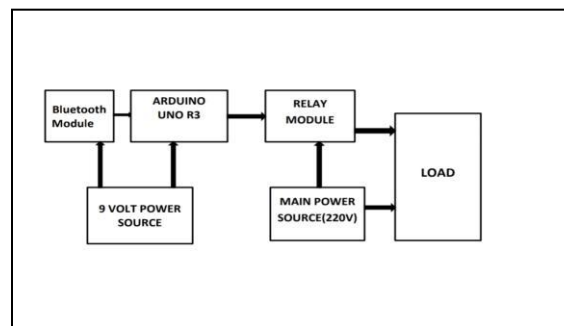 Bluetooth
Module
ARDUINO
UNO R3
RELAY
MODULE
LOAD
9 VOLT POWER
SOURCE
MAIN POWER
SOURCE(220V)